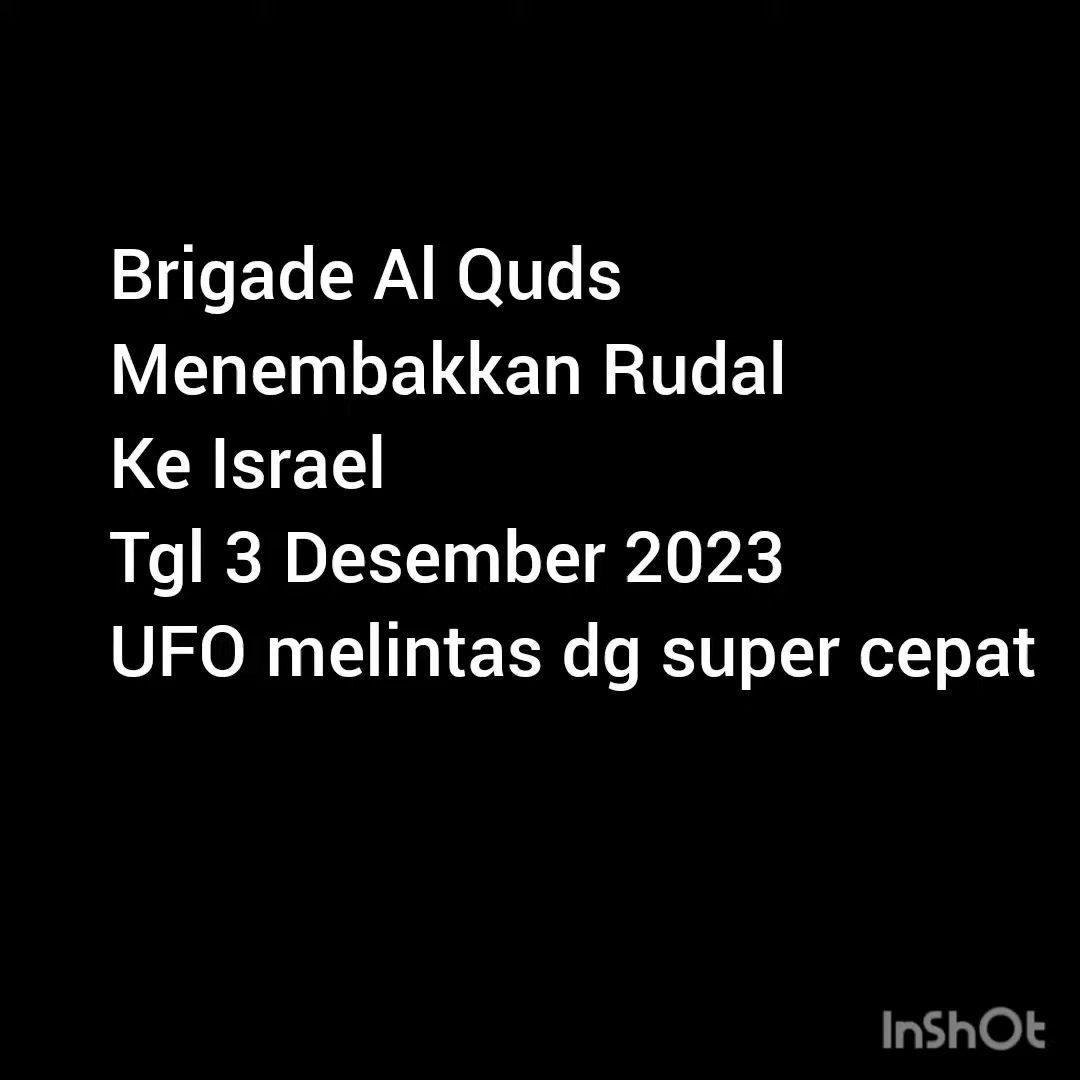 Brigade Al Quds
Menembakkan Rudal
Ke Israel
Tgl 3 Desember 2023
UFO melintas dg super cepat
InShOt